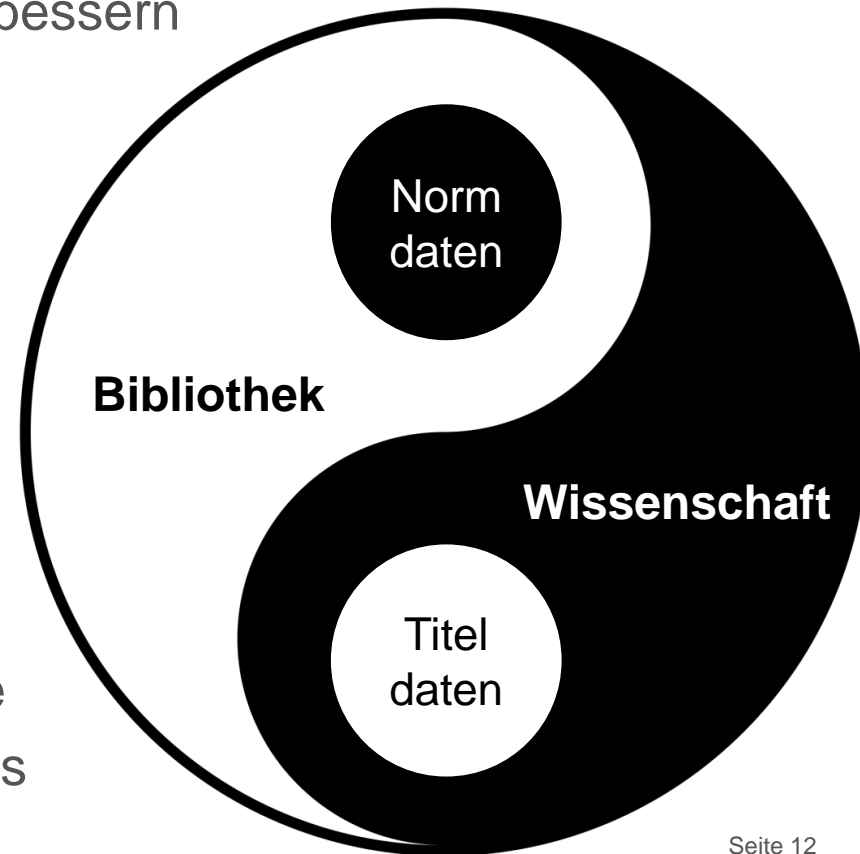 bessern
Norm
daten
Bibliothek
Wissenschaft
Titel
daten
e
s
Seite 12